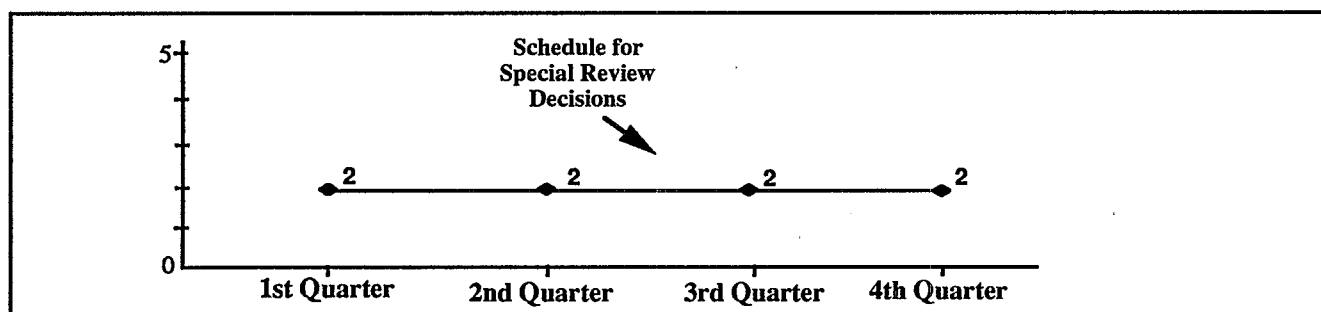 5
Schedule for
Special Review
Decisions
2 2 2 2
0
1st Quarter 2nd Quarter 3rd Quarter 4th Quarter